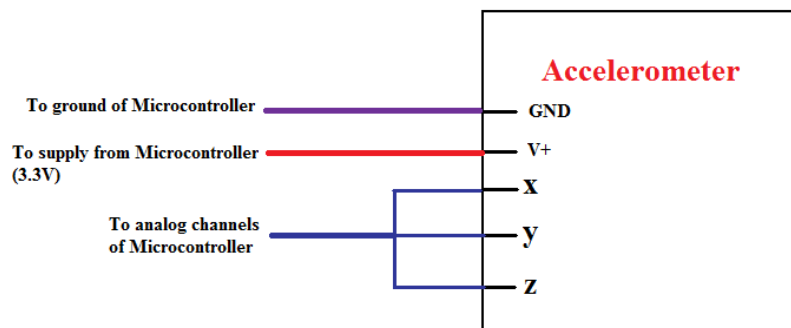 Accelerometer
To ground of Microcontroller
GND
To supply from Microcontroller
(3.3V)
V+
x
To analog channels
of Microcontroller
y
z